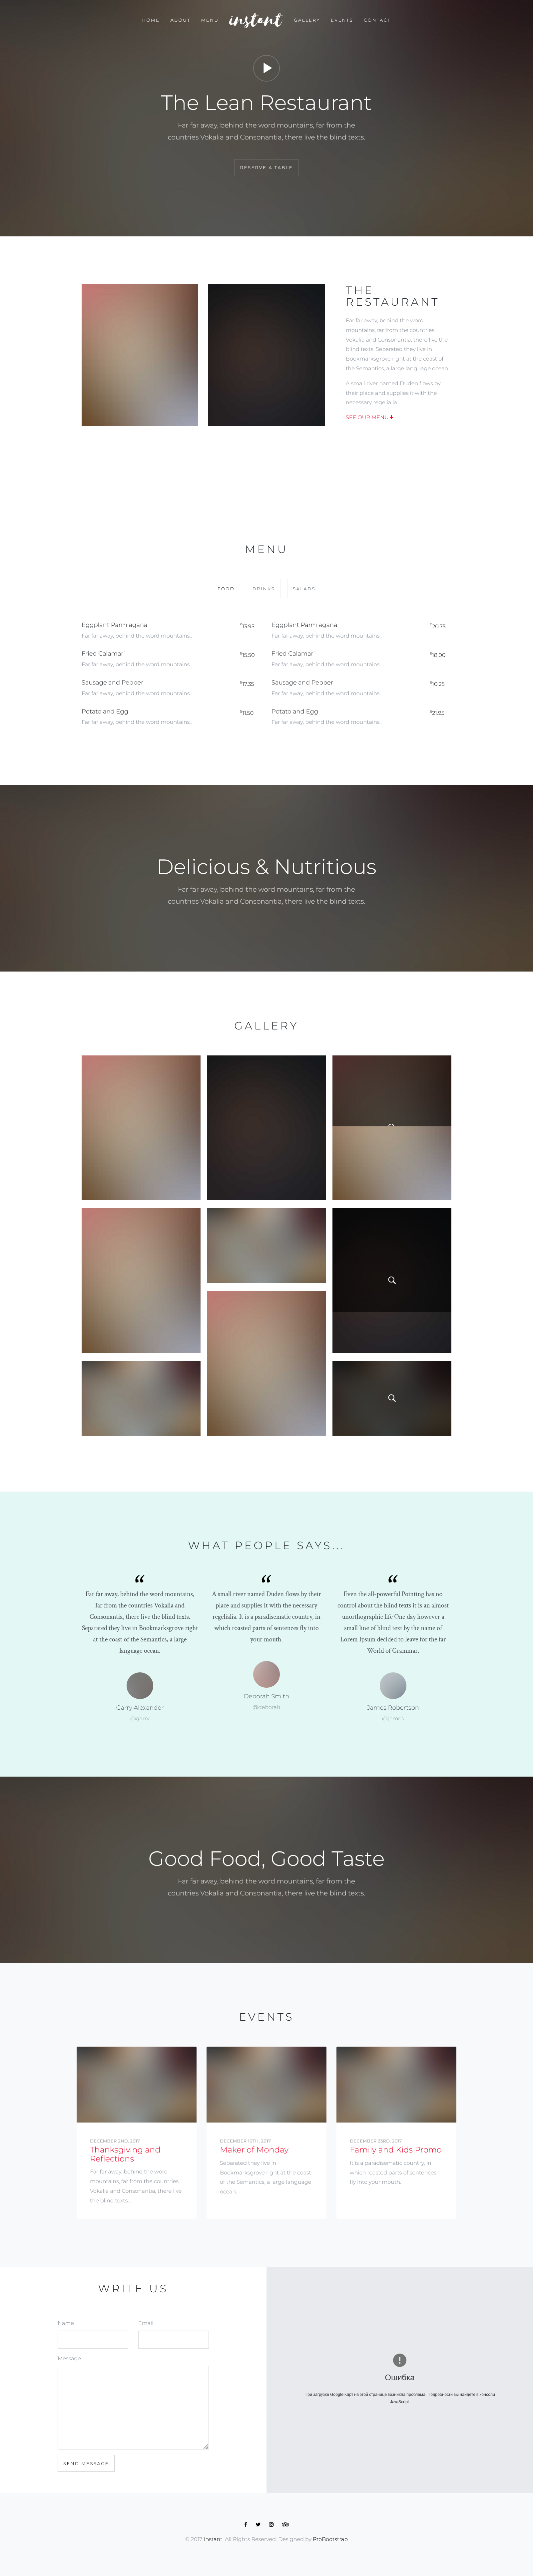 HOME ABOUT MENU instant GALLERY EVENTS CONTACT
The Lean Restaurant
Far far away, behind the word mountains, far from the
countries Vokalia and Consonantia, there live the blind texts.
RESERVE A TABLE
THE
RESTAURANT
Far far away, behind the word
mountains, far from the countries
Vokalia and Consonantia, there live the
blind texts. Separated they live in
Bookmarksgrove right at the coast of
the Semantics, a large language ocean.
A small river named Duden flows by
their place and supplies it with the
necessary regelialia.
SEE OUR MENU
MENU
FOOD DRINKS SALADS
Eggplant Parmiagana $13.95
Far far away, behind the word mountains..
Fried Calamari $15.50
Far far away, behind the word mountains..
Sausage and Pepper $17.35
Far far away, behind the word mountains..
Potato and Egg $11.50
Far far away, behind the word mountains..
Eggplant Parmiagana $20.75
Far far away, behind the word mountains..
Fried Calamari $18.00
Far far away, behind the word mountains..
Sausage and Pepper $10.25
Far far away, behind the word mountains..
Potato and Egg $21.95
Far far away, behind the word mountains..
Delicious & Nutritious
Far far away, behind the word mountains, far from the
countries Vokalia and Consonantia, there live the blind texts.
GALLERY
WHAT PEOPLE SAYS...
“
Far far away, behind the word mountains,
far from the countries Vokalia and
Consonantia, there live the blind texts.
Separated they live in Bookmarksgrove right
at the coast of the Semantics, a large
language ocean.
Garry Alexander
@garry
“
A small river named Duden flows by their
place and supplies it with the necessary
regelialia. It is a paradisematic country, in
which roasted parts of sentences fly into
your mouth.
Deborah Smith
@deborah
“
Even the all-powerful Pointing has no
control about the blind texts it is an almost
unorthographic life One day however a
small line of blind text by the name of
Lorem Ipsum decided to leave for the far
World of Grammar.
James Robertson
@james
Good Food, Good Taste
Far far away, behind the word mountains, far from the
countries Vokalia and Consonantia, there live the blind texts.
EVENTS
DECEMBER 2ND, 2017
Thanksgiving and
Reflections
Far far away, behind the word
mountains, far from the countries
Vokalia and Consonantia, there live
the blind texts..
DECEMBER 15TH, 2017
Maker of Monday
Separated they live in
Bookmarksgrove right at the coast
of the Semantics, a large language
ocean.
DECEMBER 23RD, 2017
Family and Kids Promo
It is a paradisematic country, in
which roasted parts of sentences
fly into your mouth.
WRITE US
Name Email
Message
SEND MESSAGE
Ошибка
При загрузке Google Карт на этой странице возникла проблема. Подробности вы найдете в консоли
JavaScript.
© 2017 Instant. All Rights Reserved. Designed by ProBootstrap